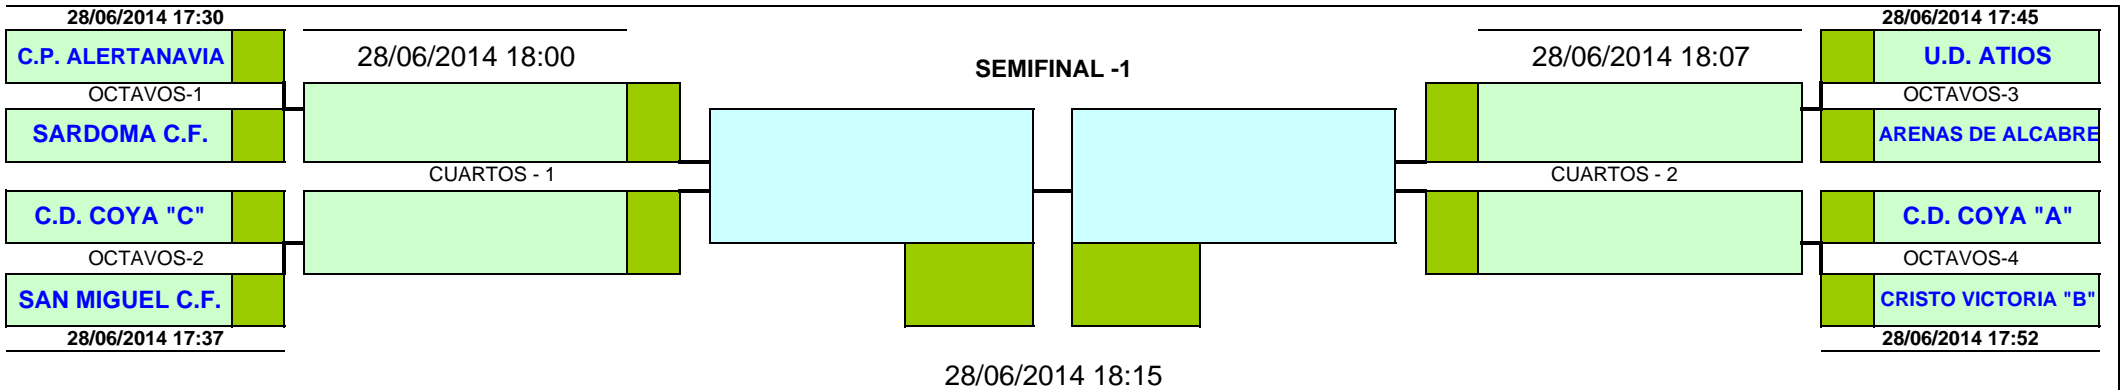 28/06/2014 17:30
28/06/2014 17:45
C.P. ALERTANAVIA
28/06/2014 18:00
SEMIFINAL -1
28/06/2014 18:07
U.D. ATIOS
OCTAVOS-1
OCTAVOS-3
SARDOMA C.F.
ARENAS DE ALCABRE
CUARTOS - 1
CUARTOS - 2
C.D. COYA "C"
C.D. COYA "A"
OCTAVOS-2
OCTAVOS-4
SAN MIGUEL C.F.
CRISTO VICTORIA "B"
28/06/2014 17:37
28/06/2014 17:52
28/06/2014 18:15